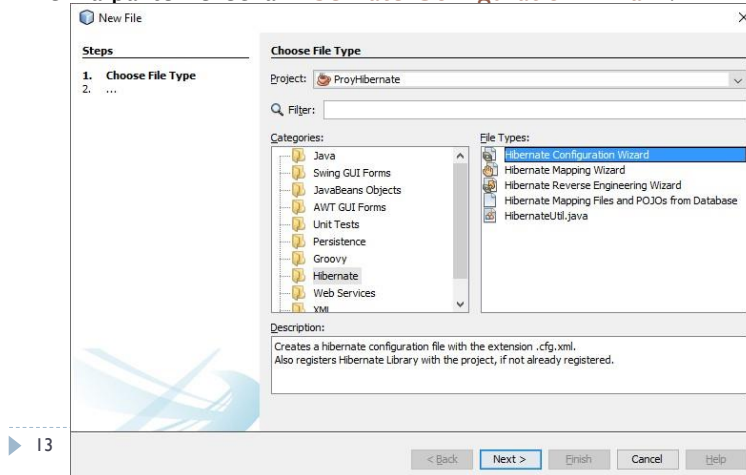 New File
Steps
1. Choose File Type
2. ...
Choose File Type
Project: ProyHibernate
Filter:
Categories:
Java
Swing GUI Forms
JavaBeans Objects
AWT GUI Forms
Unit Tests
Persistence
Groovy
Hibernate
Web Services
XML
File Types:
Hibernate Configuration Wizard
Hibernate Mapping Wizard
Hibernate Reverse Engineering Wizard
Hibernate Mapping Files and POJOs from Database
HibernateUtil.java
Description:
Creates a hibernate configuration file with the extension .cfg.xml.
Also registers Hibernate Library with the project, if not already registered.
13
< Back Next > Finish Cancel Help